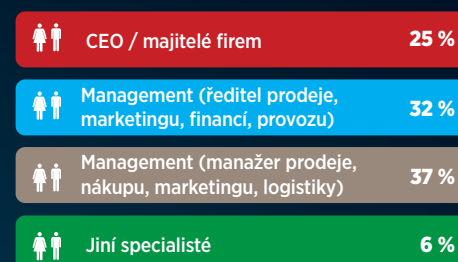 CEO / majitelé firem 25 %
Management (ředitel prodeje,
marketingu, financí, provozu) 32 %
Management (manažer prodeje,
nákupu, marketingu, logistiky) 37 %
Jiní specialisté 6 %